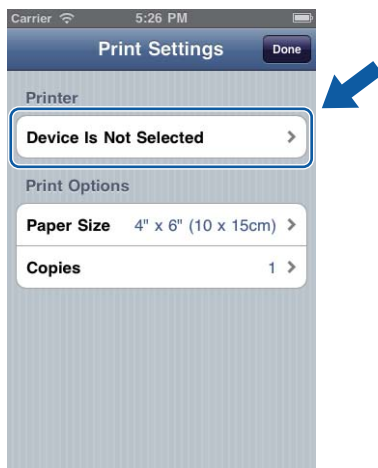 Carrier 5:26 PM
Print Settings Done
Printer
Device Is Not Selected
Print Options
Paper Size 4" x 6" (10 x 15cm)
Copies 1